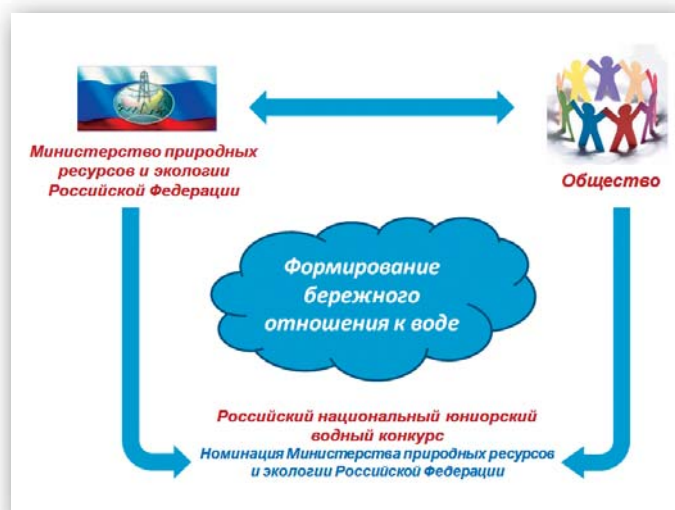 Министерство природных
ресурсов и экологии
Российской Федерации
Общество
Формирование
бережного
отношения к воде
Российский национальный юниорский
водный конкурс
Номинация Министерства природных ресурсов
и экологии Российской Федерации